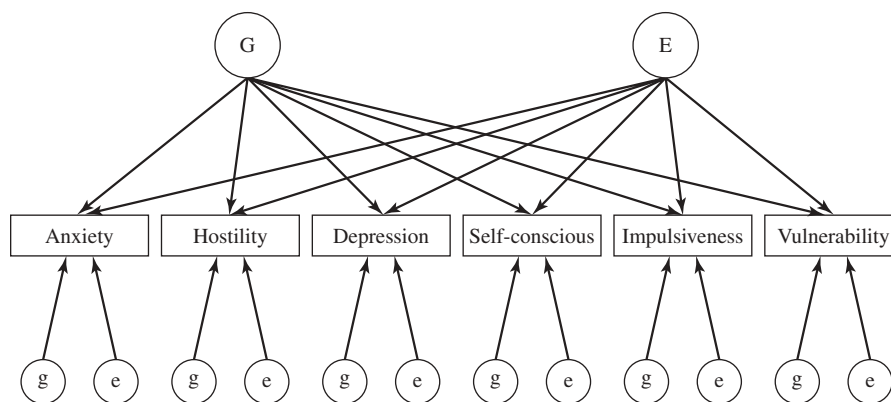 G E
Anxiety Hostility Depression Self-conscious Impulsiveness Vulnerability
g e g e g e g e g e g e